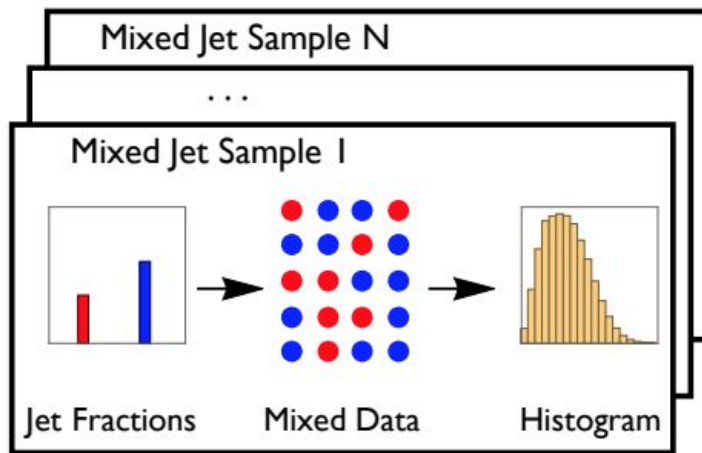 Mixed Jet Sample N
...
Mixed Jet Sample 1
Jet Fractions
Mixed Data
Histogram